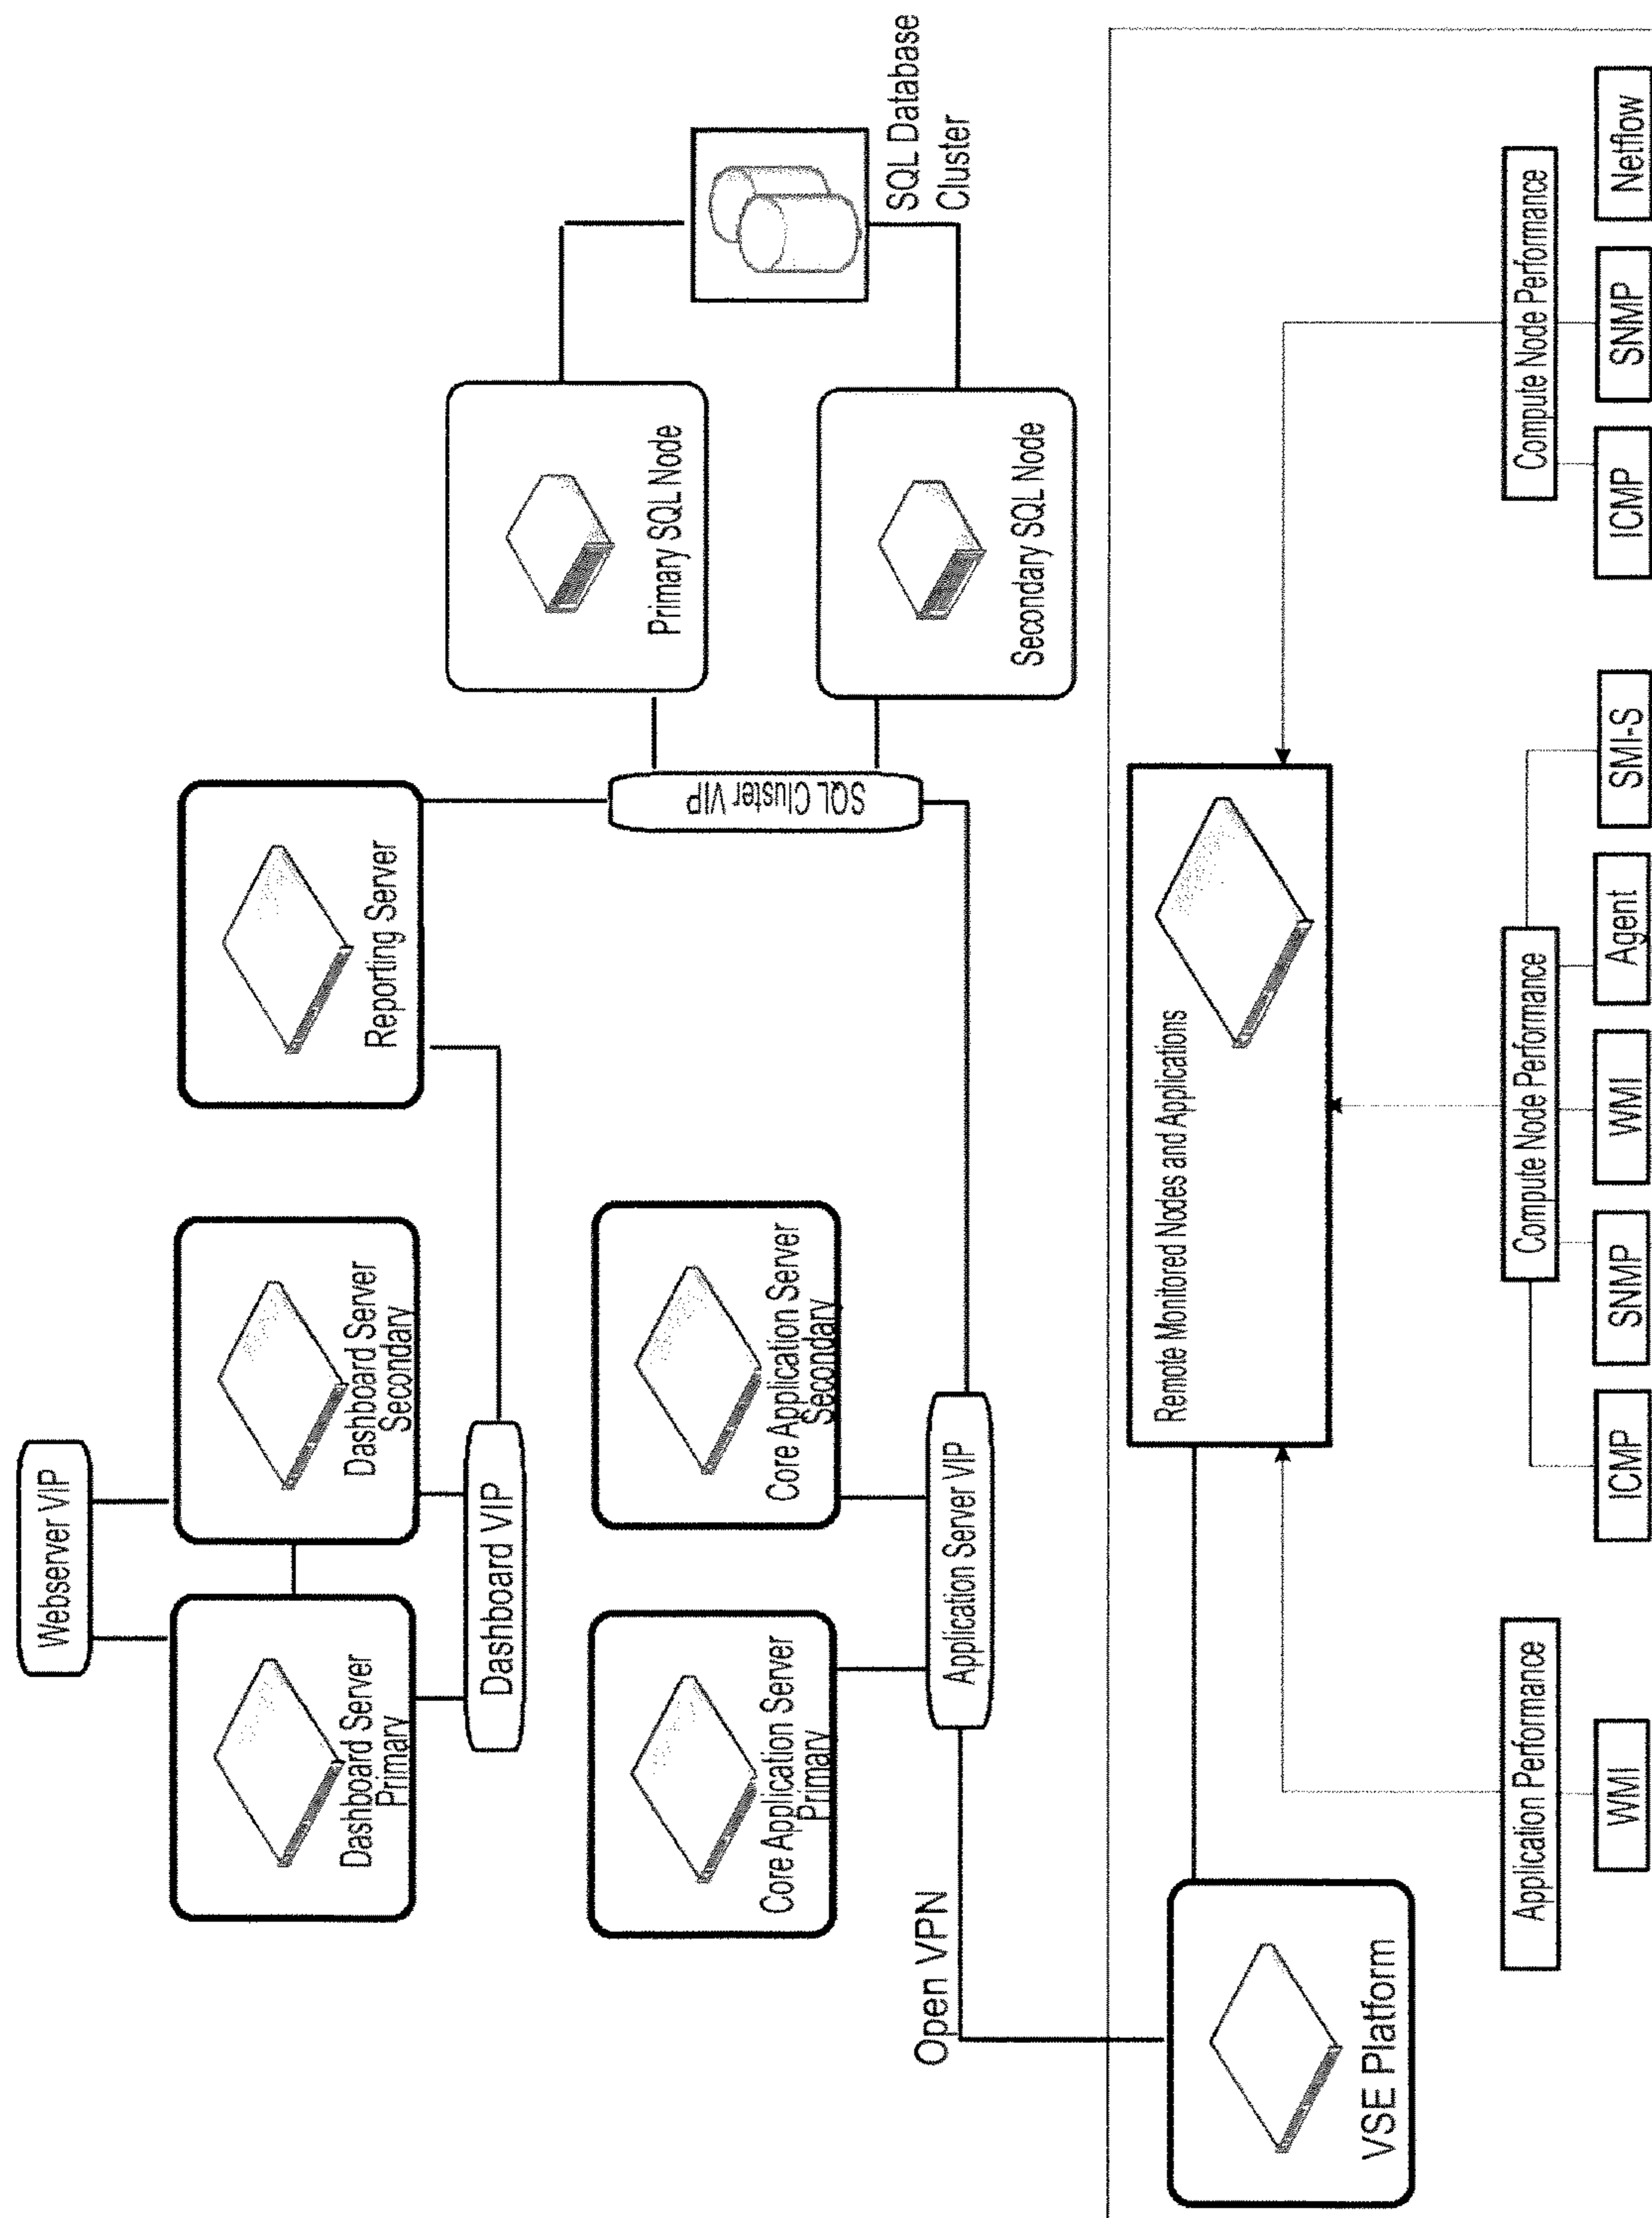 Webserver VIP
Dashboard Server
Primary
Dashboard Server
Secondary
Reporting Server
Dashboard VIP
Core Application Server
Primary
Core Application Server
Secondary
SQL Cluster VIP
Primary SQL Node
Secondary SQL Node
SQL Database
Cluster
Open VPN
Application Server VIP
VSE Platform
Remote Monitored Nodes and Applications
Application Performance
WMI
Compute Node Performance
ICMP
SNMP
WMI
Agent
SMI-S
Compute Node Performance
ICMP
SNMP
Netflow